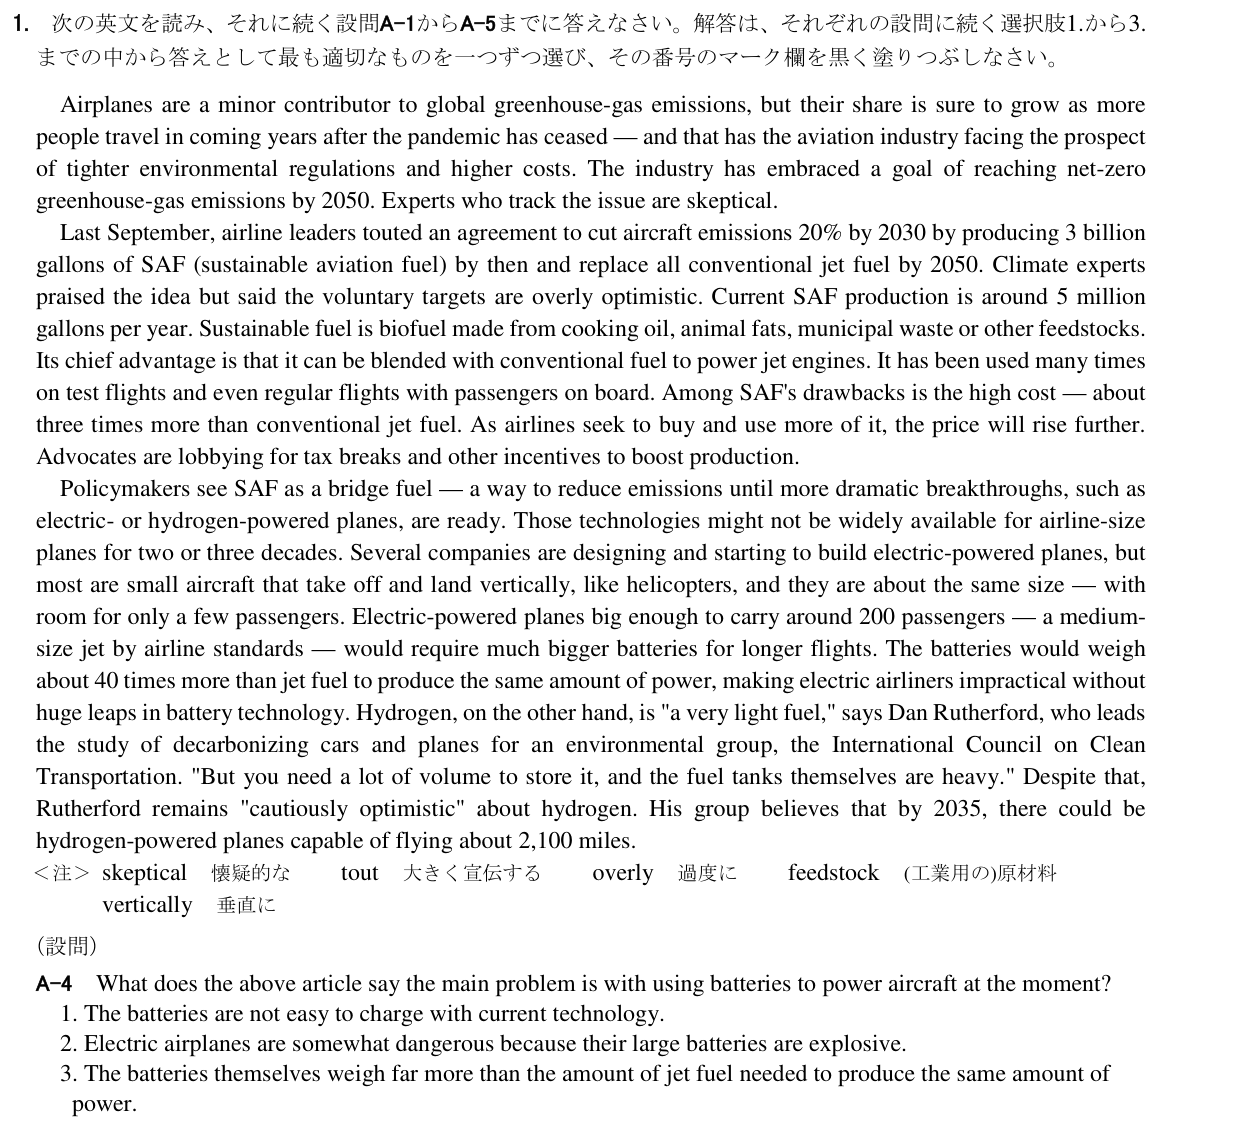 1. 次の英文を読み、それに続く設問A−1からA−5までに答えなさい。解答は、それぞれの設問に続く選択肢1.から3.
までの中から答えとして最も適切なものを一つずつ選び、その番号のマーク欄を黒く塗りつぶしなさい。
Airplanes are a minor contributor to global greenhouse-gas emissions, but their share is sure to grow as more
people travel in coming years after the pandemic has ceased — and that has the aviation industry facing the prospect
of tighter environmental regulations and higher costs. The industry has embraced a goal of reaching net-zero
greenhouse-gas emissions by 2050. Experts who track the issue are skeptical.
Last September, airline leaders touted an agreement to cut aircraft emissions 20% by 2030 by producing 3 billion
gallons of SAF (sustainable aviation fuel) by then and replace all conventional jet fuel by 2050. Climate experts
praised the idea but said the voluntary targets are overly optimistic. Current SAF production is around 5 million
gallons per year. Sustainable fuel is biofuel made from cooking oil, animal fats, municipal waste or other feedstocks.
Its chief advantage is that it can be blended with conventional fuel to power jet engines. It has been used many times
on test flights and even regular flights with passengers on board. Among SAF's drawbacks is the high cost — about
three times more than conventional jet fuel. As airlines seek to buy and use more of it, the price will rise further.
Advocates are lobbying for tax breaks and other incentives to boost production.
Policymakers see SAF as a bridge fuel — a way to reduce emissions until more dramatic breakthroughs, such as
electric- or hydrogen-powered planes, are ready. Those technologies might not be widely available for airline-size
planes for two or three decades. Several companies are designing and starting to build electric-powered planes, but
most are small aircraft that take off and land vertically, like helicopters, and they are about the same size — with
room for only a few passengers. Electric-powered planes big enough to carry around 200 passengers — a medium-
size jet by airline standards — would require much bigger batteries for longer flights. The batteries would weigh
about 40 times more than jet fuel to produce the same amount of power, making electric airliners impractical without
huge leaps in battery technology. Hydrogen, on the other hand, is "a very light fuel," says Dan Rutherford, who leads
the study of decarbonizing cars and planes for an environmental group, the International Council on Clean
Transportation. "But you need a lot of volume to store it, and the fuel tanks themselves are heavy." Despite that,
Rutherford remains "cautiously optimistic" about hydrogen. His group believes that by 2035, there could be
hydrogen-powered planes capable of flying about 2,100 miles.
＜注＞ skeptical 懐疑的な tout 大きく宣伝する overly 過度に feedstock (工業用の)原材料
vertically 垂直に
（設問）
A−4 What does the above article say the main problem is with using batteries to power aircraft at the moment?
1. The batteries are not easy to charge with current technology.
2. Electric airplanes are somewhat dangerous because their large batteries are explosive.
3. The batteries themselves weigh far more than the amount of jet fuel needed to produce the same amount of
power.